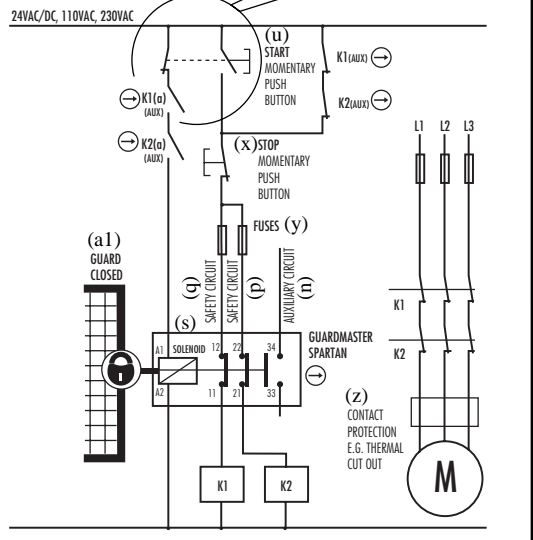 24VAC/DC, 110VAC, 230VAC
(u)
START
MOMENTARY
PUSH
BUTTON
K1(AUX)
K2(AUX)
K1(a)
(AUX)
K2(a)
(AUX)
(x) STOP
MOMENTARY
PUSH
BUTTON
L1 L2 L3
FUSES (y)
(a1)
GUARD
CLOSED
(q)
SAFETY CIRCUIT
SAFETY CIRCUIT
(p)
AUXILIARY CIRCUIT
(n)
(s)
A1 SOLENOID 12 22 34
A2 11 21 33
GUARDMASTER
SPARTAN
K1
K2
(z)
CONTACT
PROTECTION
E.G. THERMAL
CUT OUT
M
K1 K2